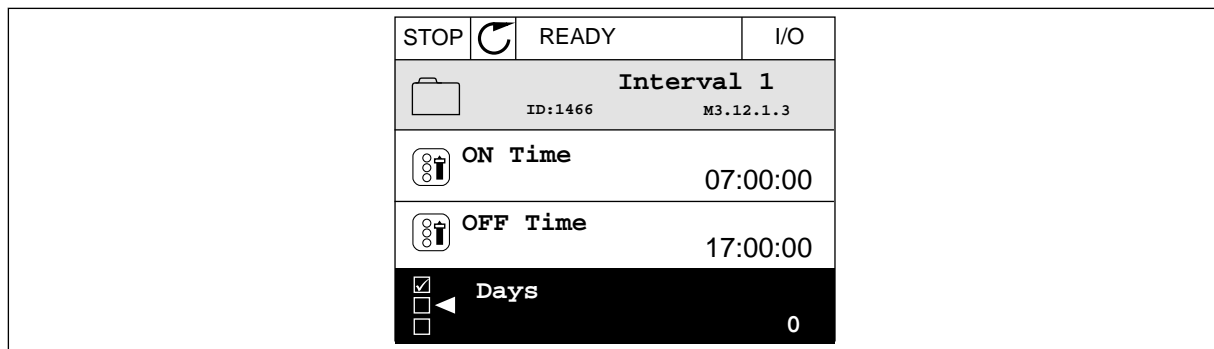 STOP READY I/O
Interval 1
ID:1466 M3.12.1.3
ON Time
07:00:00
OFF Time
17:00:00
Days
0